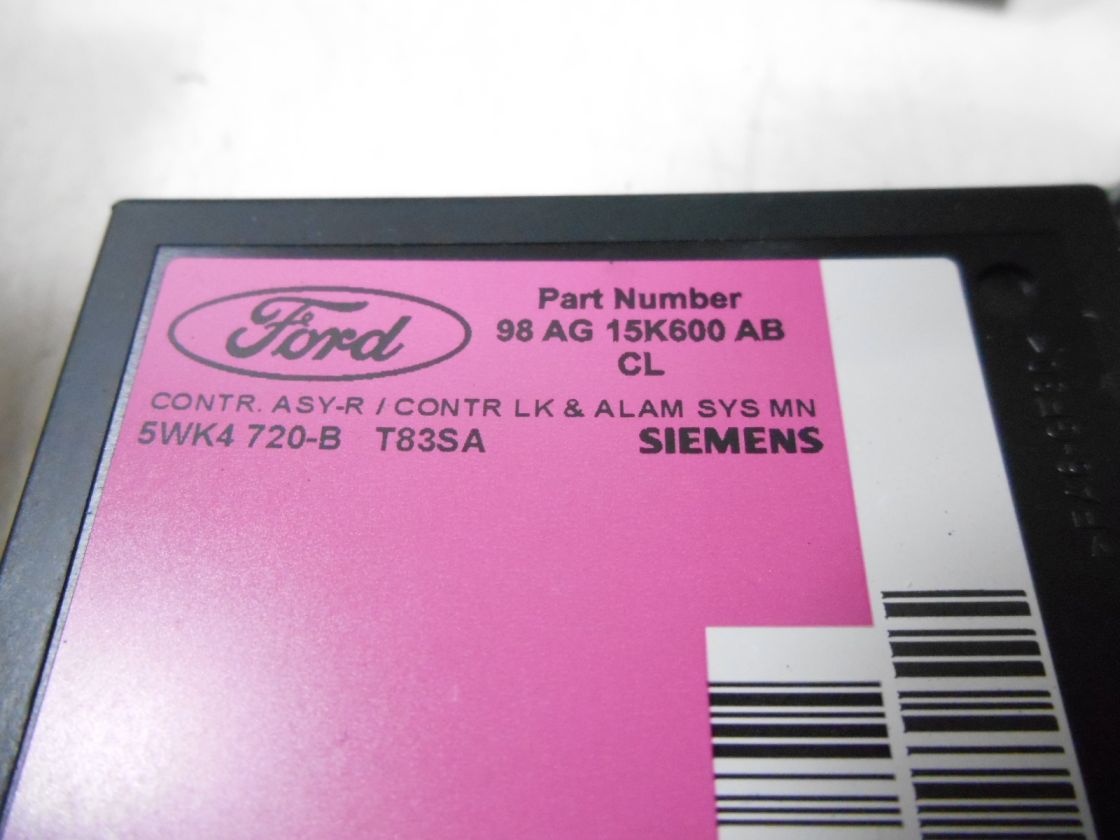 Ford
Part Number
98 AG 15K600 AB
CL
CONTR. ASY-R / CONTR LK & ALAM SYS MN
5WK4 720-B T83SA
SIEMENS